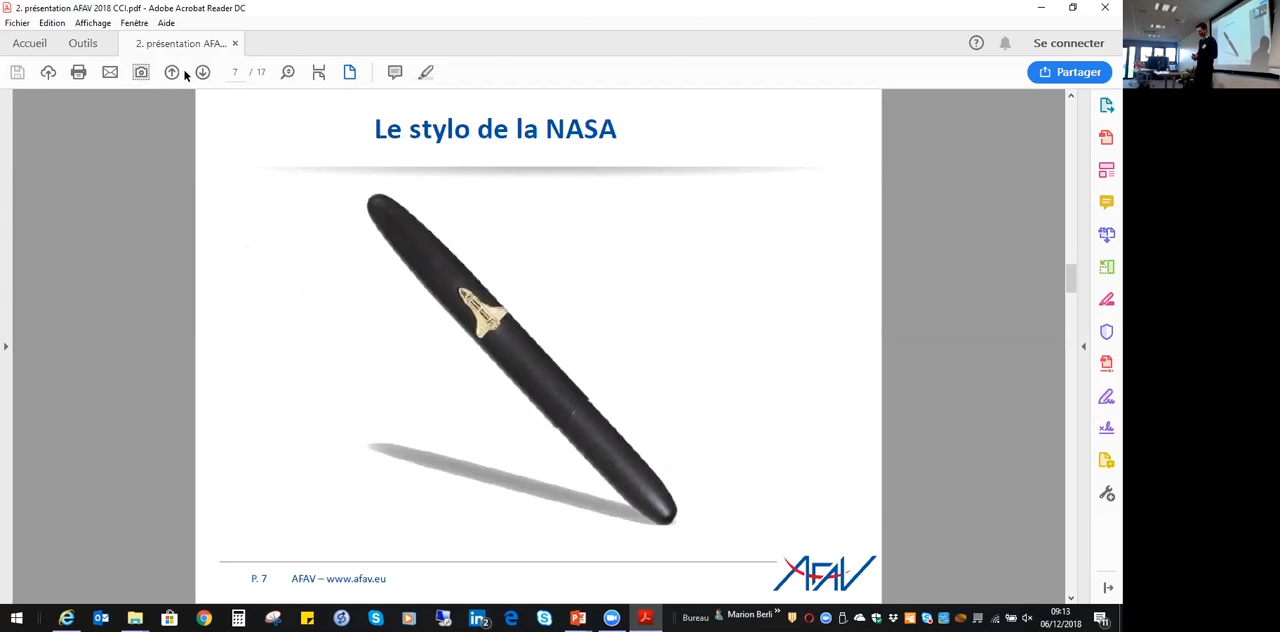 2. présentation AFAV 2018 CCI.pdf - Adobe Acrobat Reader DC
Fichier Edition Affichage Fenêtre Aide
Accueil Outils 2. présentation AFA... × Se connecter
7 / 17 Partager
Le stylo de la NASA
P. 7 AFAV – www.afav.eu
AFAV
Bureau Marion Berli »
09:13
06/12/2018